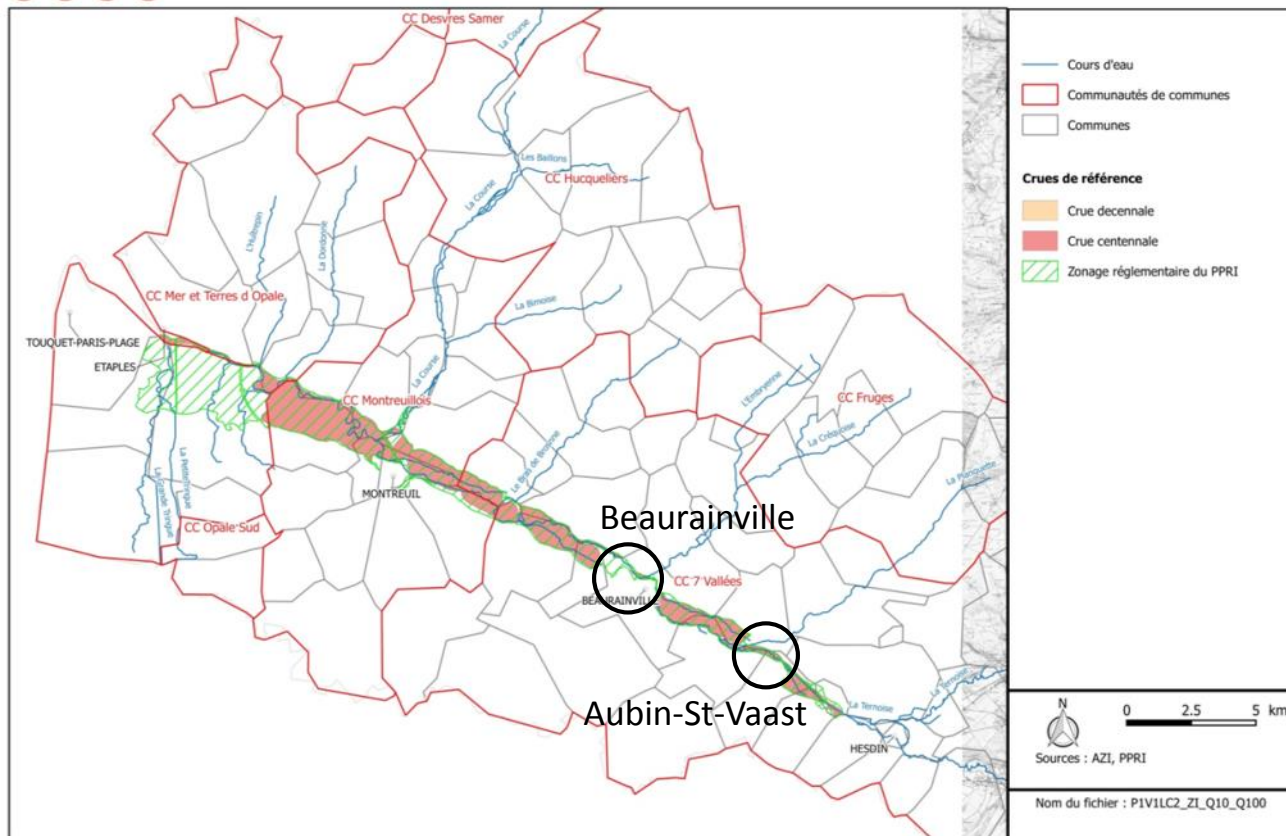 CC Desvres Samer
La Course
Les Baillons
CC Hucqueliers
La Course
L'Huîtrepin
La Dordonne
CC Mer et Terres d Opale
La Bimoise
TOUQUET-PARIS-PLAGE
ETAPLES
La Course
CC Montreuillois
L'Embryenne
CC Fruges
La Créquoise
La Planquette
Le Bras de Brosne
La Grande Tringue
La Petite Tringue
MONTREUIL
CC Opale Sud
Beaurainville
CC 7 Vallées
BEAURAINVILLE
Aubin-St-Vaast
La Ternoise
La Ternoise
HESDIN
Cours d'eau
Communautés de communes
Communes
Crues de référence
Crue decennale
Crue centennale
Zonage réglementaire du PPRI
N
0 2.5 5 km
Sources : AZI, PPRI
Nom du fichier : P1V1LC2_ZI_Q10_Q100